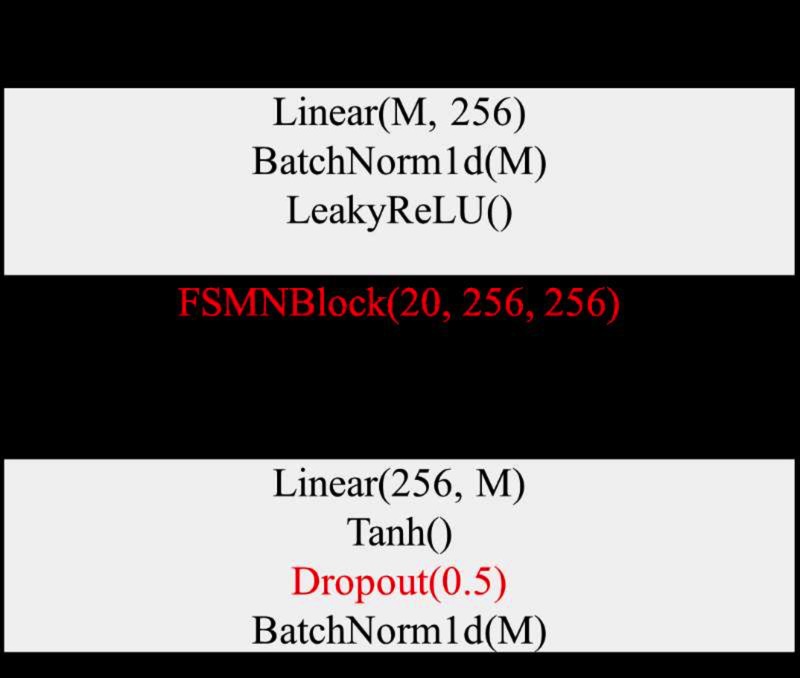 Linear(M, 256)
BatchNorm1d(M)
LeakyReLU()
FSMNBlock(20, 256, 256)
Linear(256, M)
Tanh()
Dropout(0.5)
BatchNorm1d(M)